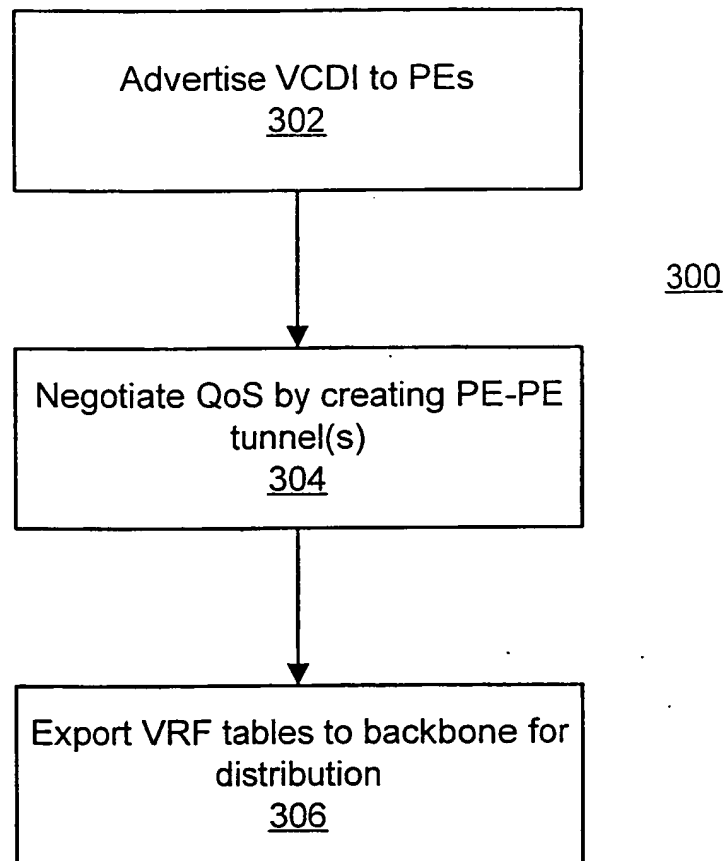 Advertise VCDI to PEs
302
300
Negotiate QoS by creating PE-PE
tunnel(s)
304
Export VRF tables to backbone for
distribution
306